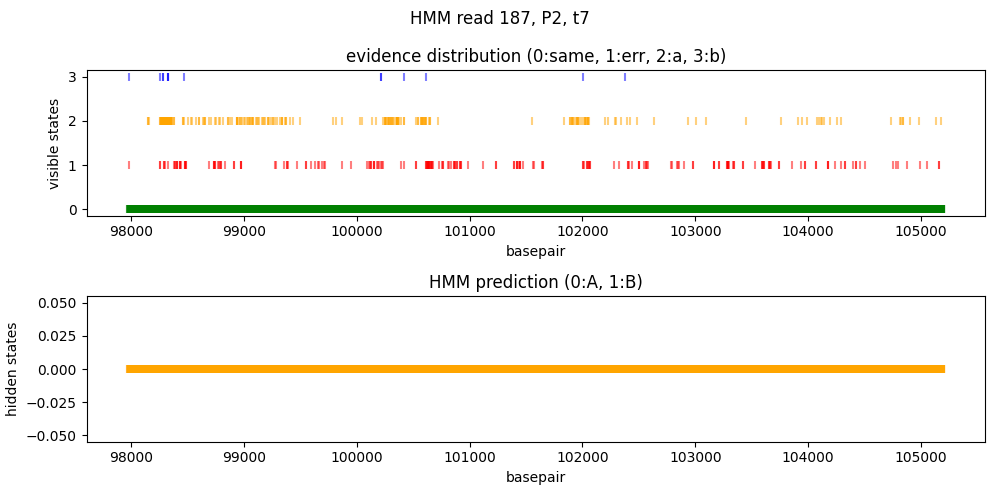 HMM read 187, P2, t7
evidence distribution (0:same, 1:err, 2:a, 3:b)
visible states
3
2
1
0
98000 99000 100000 101000 102000 103000 104000 105000
basepair
HMM prediction (0:A, 1:B)
hidden states
0.050
0.025
0.000
−0.025
−0.050
98000 99000 100000 101000 102000 103000 104000 105000
basepair